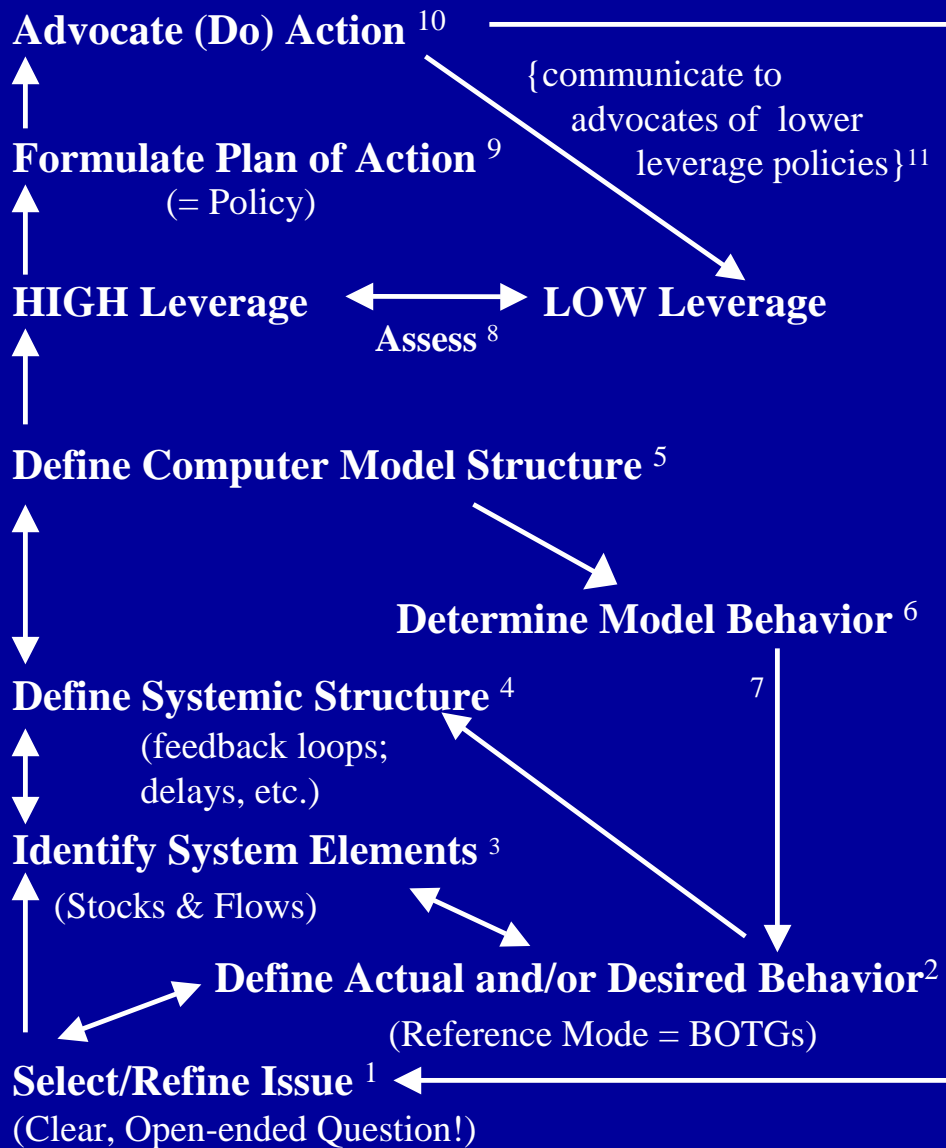 Advocate (Do) Action 10
{communicate to
advocates of lower
leverage policies}11
Formulate Plan of Action 9
(= Policy)
HIGH Leverage
LOW Leverage
Assess 8
Define Computer Model Structure 5
Determine Model Behavior 6
7
Define Systemic Structure 4
(feedback loops;
delays, etc.)
Identify System Elements 3
(Stocks & Flows)
Define Actual and/or Desired Behavior2
(Reference Mode = BOTGs)
Select/Refine Issue 1
(Clear, Open-ended Question!)